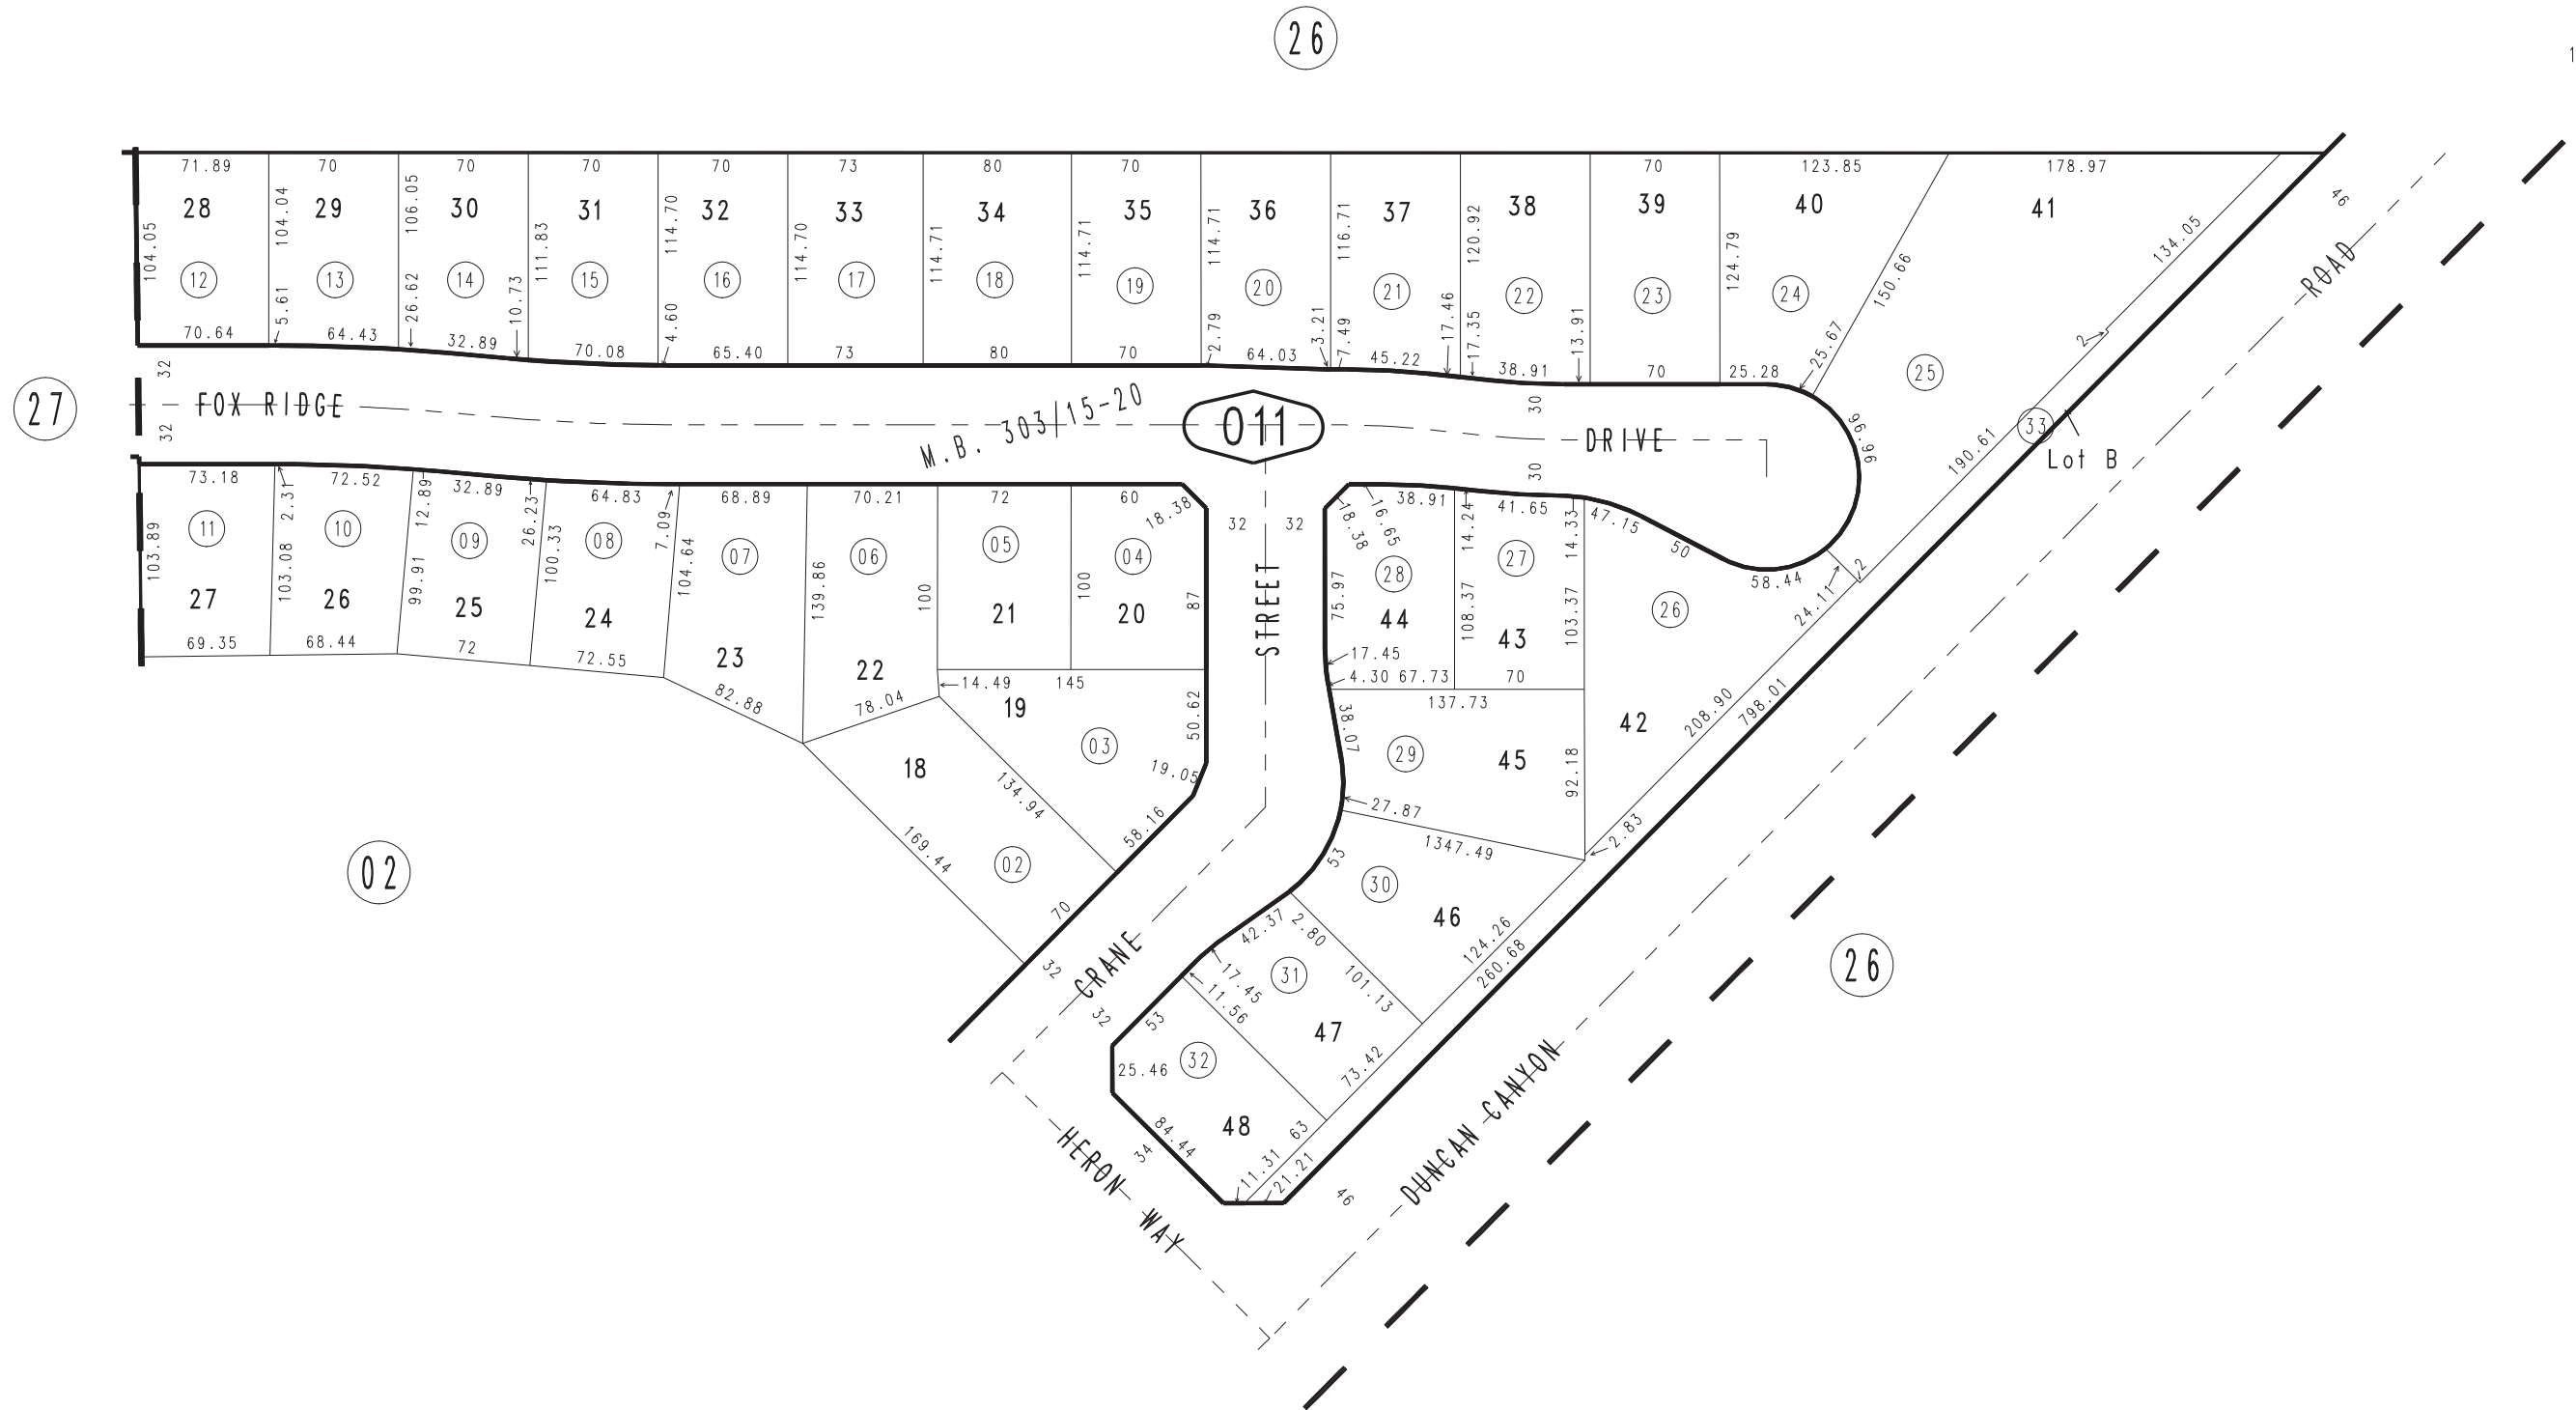 26
1
71.89 70 70 70 70 73 80 70 70 123.85 178.97
28 29 30 31 32 33 34 35 36 37 38 39 40 41
104.05 104.04 106.05 111.83 114.70 114.70 114.71 114.71 114.71 116.71 120.92 124.79 150.66 134.05
12 13 14 15 16 17 18 19 20 21 22 23 24 25
5.61 26.62 10.73 4.60 2.79 3.21 7.49 17.46 17.35 13.91 25.67 2
70.64 64.43 32.89 70.08 65.40 73 80 70 64.03 45.22 38.91 70 25.28
46
ROAD
27
32
32
FOX RIDGE
M.B. 303/15-20
011
30
30
DRIVE
96.96
190.61
33
Lot B
73.18 2.31 72.52 12.89 32.89 26.23 64.83 7.09 68.89 70.21 72 60 18.38
32 32
18.38 16.65 38.91 14.24 41.65 14.33 47.15 50 58.44 24.11 2
11 10 09 08 07 06 05 04 28 27 26
103.89 103.08 99.91 100.33 104.64 139.86 100 100 87 75.97 108.37 103.37
27 26 25 24 23 22 21 20 44 43 42
69.35 68.44 72 72.55 82.88 78.04
STREET
17.45
4.30 67.73 70
14.49 145
137.73
19
03
50.62
19.05
58.16
38.07
29
45
92.18
208.90
798.01
2.83
18
134.94
169.44
02
70
02
27.87
1347.49
53
30
46
124.26
260.68
26
32
CRANE
32
42.37
2.80
31
17.45
11.56
101.13
47
53
73.42
25.46
32
48
63
84.44
34
11.31
21.21
HERON WAY
46
DUNCAN CANYON